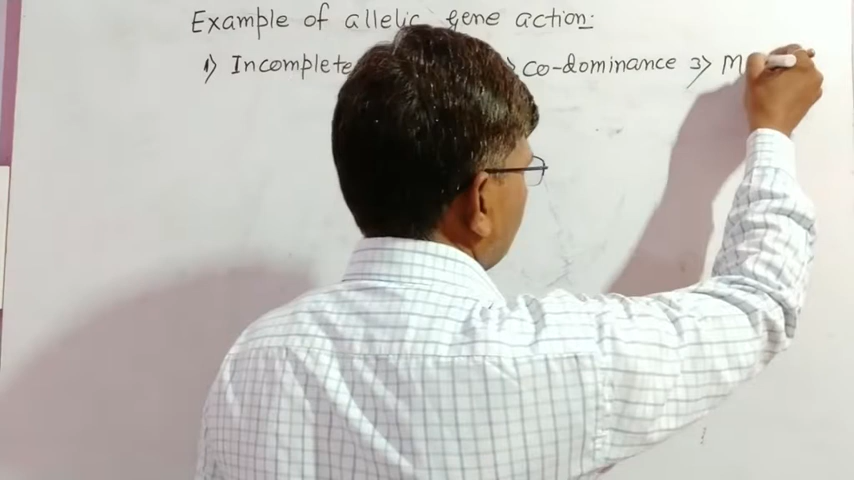 Example of allelic gene action:
1) Incomplete co-dominance 3) M